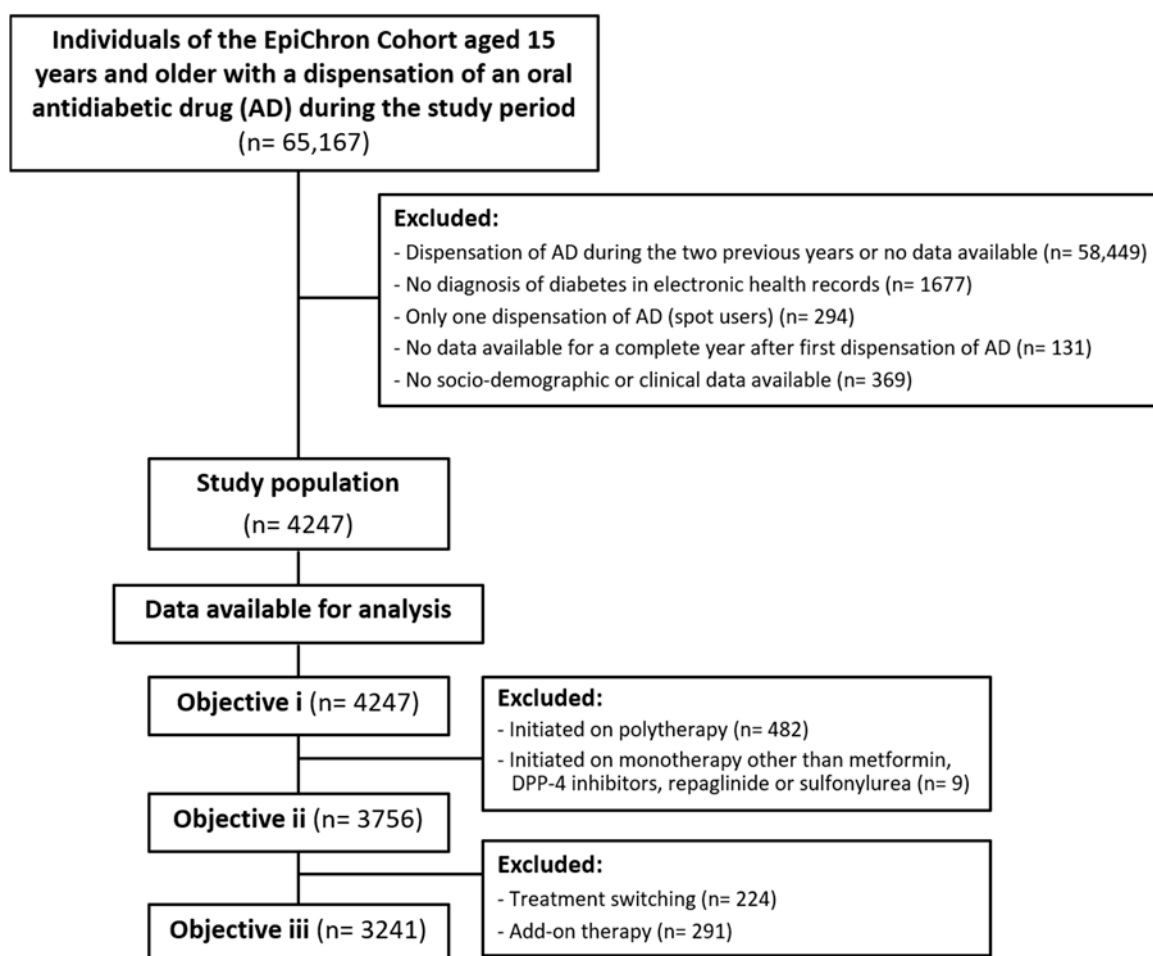 Individuals of the EpiChron Cohort aged 15
years and older with a dispensation of an oral
antidiabetic drug (AD) during the study period
(n= 65,167)
Excluded:
- Dispensation of AD during the two previous years or no data available (n= 58,449)
- No diagnosis of diabetes in electronic health records (n= 1677)
- Only one dispensation of AD (spot users) (n= 294)
- No data available for a complete year after first dispensation of AD (n= 131)
- No socio-demographic or clinical data available (n= 369)
Study population
(n= 4247)
Data available for analysis
Objective i (n= 4247)
Excluded:
- Initiated on polytherapy (n= 482)
- Initiated on monotherapy other than metformin,
DPP-4 inhibitors, repaglinide or sulfonylurea (n= 9)
Objective ii (n= 3756)
Excluded:
- Treatment switching (n= 224)
- Add-on therapy (n= 291)
Objective iii (n= 3241)